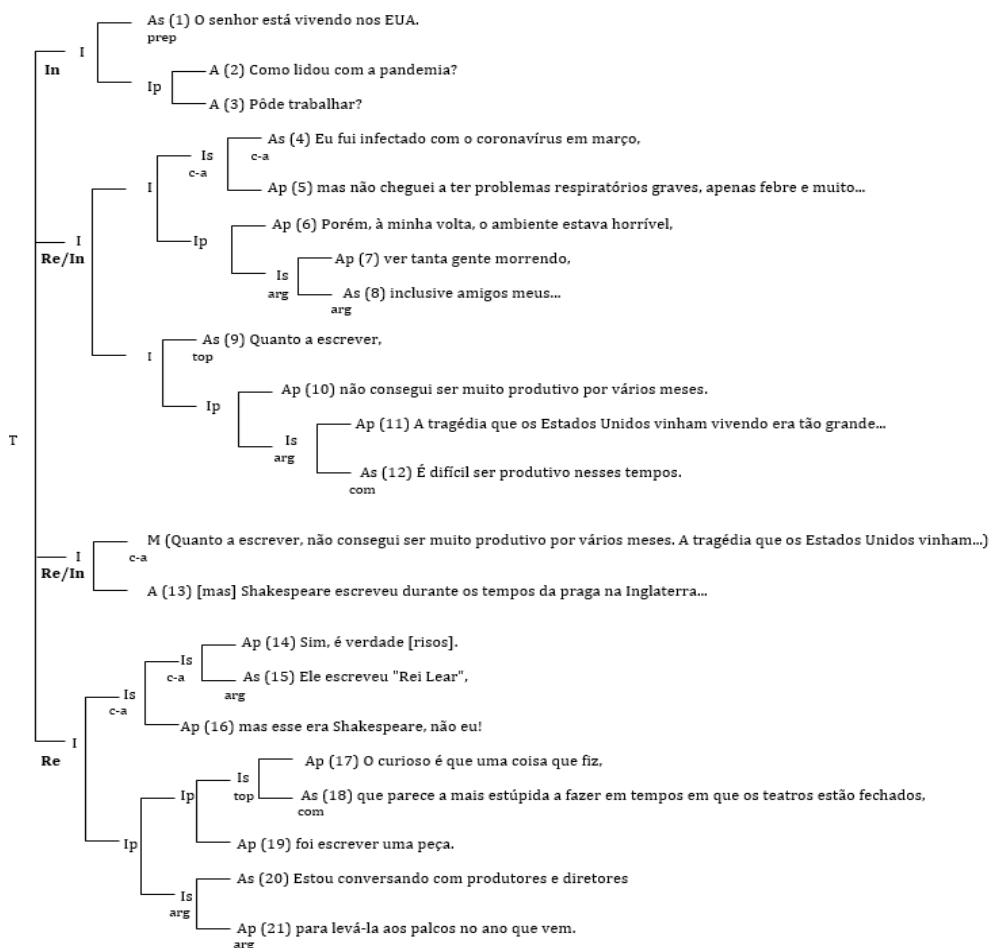 As (1) O senhor está vivendo nos EUA.
prep
I
In
A (2) Como lidou com a pandemia?
Ip
A (3) Pôde trabalhar?
As (4) Eu fui infectado com o coronavírus em março,
Is
c-a
c-a
I
Ap (5) mas não cheguei a ter problemas respiratórios graves, apenas febre e muito...
Ap (6) Porém, à minha volta, o ambiente estava horrível,
I
Ip
Re/In
Ap (7) ver tanta gente morrendo,
Is
arg
As (8) inclusive amigos meus...
arg
As (9) Quanto a escrever,
I
top
Ap (10) não consegui ser muito produtivo por vários meses.
Ip
Ap (11) A tragédia que os Estados Unidos vinham vivendo era tão grande...
T
Is
arg
As (12) É difícil ser produtivo nesses tempos.
com
M (Quanto a escrever, não consegui ser muito produtivo por vários meses. A tragédia que os Estados Unidos vinham...)
I
c-a
Re/In
A (13) [mas] Shakespeare escreveu durante os tempos da praga na Inglaterra...
Ap (14) Sim, é verdade [risos].
Is
c-a
As (15) Ele escreveu "Rei Lear",
arg
Is
c-a
Ap (16) mas esse era Shakespeare, não eu!
I
Re
Ap (17) O curioso é que uma coisa que fiz,
Is
top
As (18) que parece a mais estúpida a fazer em tempos em que os teatros estão fechados,
com
Ip
Ap (19) foi escrever uma peça.
Ip
As (20) Estou conversando com produtores e diretores
Is
arg
Ap (21) para levá-la aos palcos no ano que vem.
arg